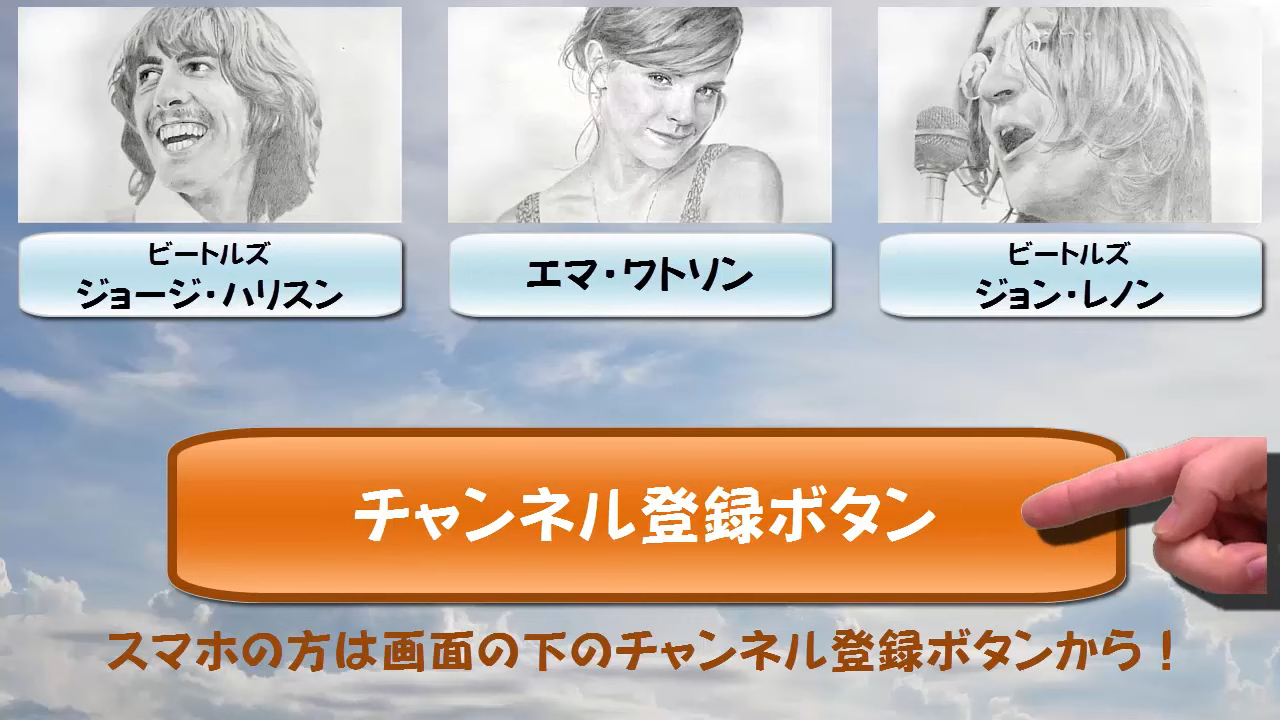 ビートルズ
ジョージ・ハリスン
エマ・ワトソン
ビートルズ
ジョン・レノン
チャンネル登録ボタン
スマホの方は画面の下のチャンネル登録ボタンから！